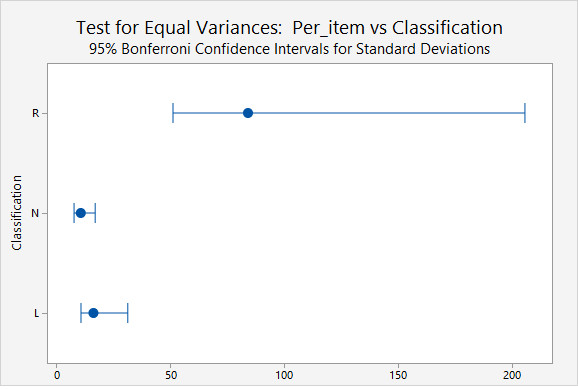 Test for Equal Variances:  Per_item vs Classification
95% Bonferroni Confidence Intervals for Standard Deviations
Classification
R
N
L
0 50 100 150 200